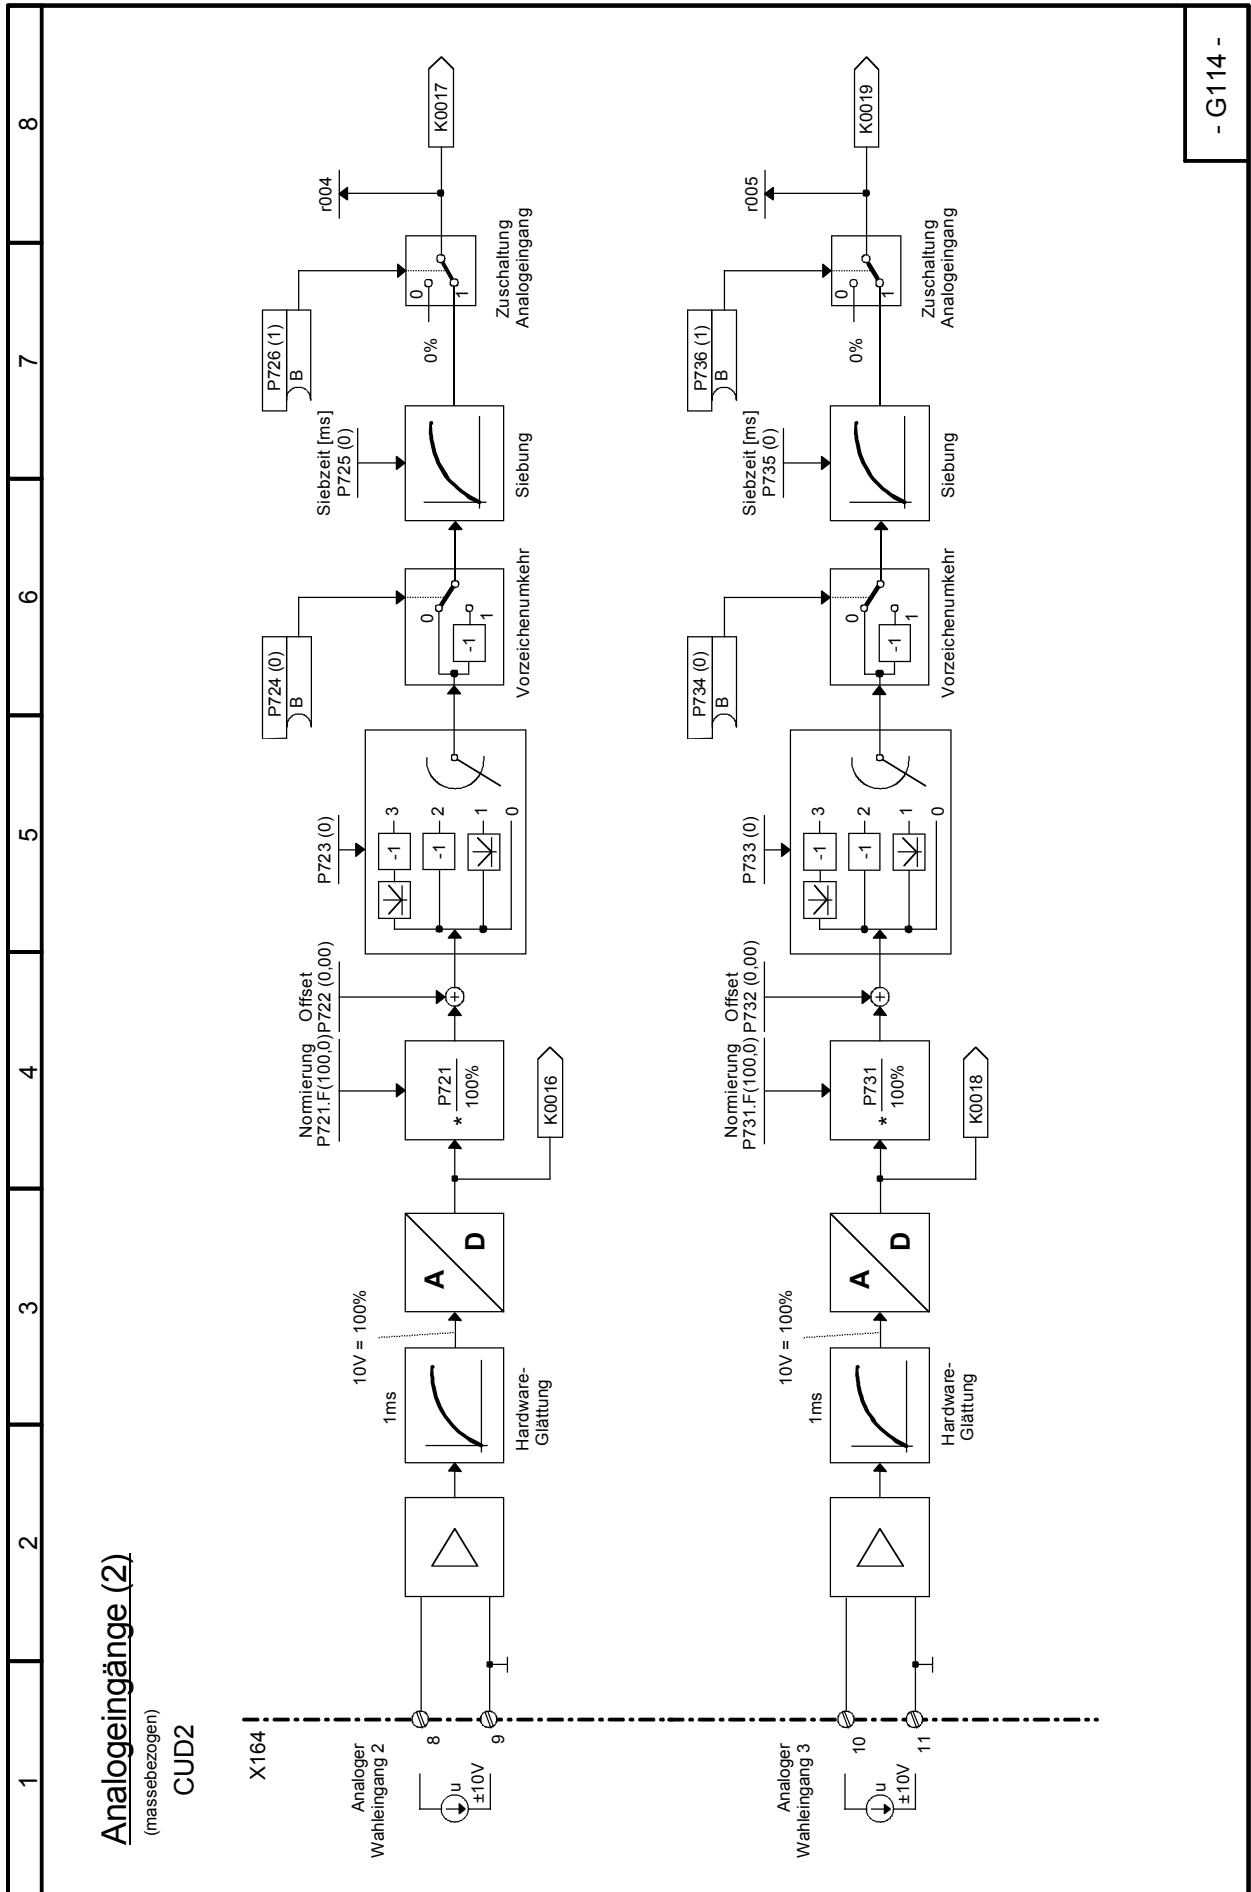 1 2 3 4 5 6 7 8
Analogeingänge (2)
(massebezogen)
CUD2
X164
Analoger
Wahleingang 2
u
±10V
8
9
1ms
Hardware-
Glättung
10V = 100%
A
D
K0016
Normierung
P721.F(100,0)
* P721
100%
Offset
P722 (0,00)
+
P723 (0)
-1 3
-1 2
1
0
P724 (0)
B
0
-1
1
Vorzeichenumkehr
Siebzeit [ms]
P725 (0)
Siebung
P726 (1)
B
0%
0
1
Zuschaltung
Analogeingang
r004
K0017
Analoger
Wahleingang 3
u
±10V
10
11
1ms
Hardware-
Glättung
10V = 100%
A
D
K0018
Normierung
P731.F(100,0)
* P731
100%
Offset
P732 (0,00)
+
P733 (0)
-1 3
-1 2
1
0
P734 (0)
B
0
-1
1
Vorzeichenumkehr
Siebzeit [ms]
P735 (0)
Siebung
P736 (1)
B
0%
0
1
Zuschaltung
Analogeingang
r005
K0019
- G114 -